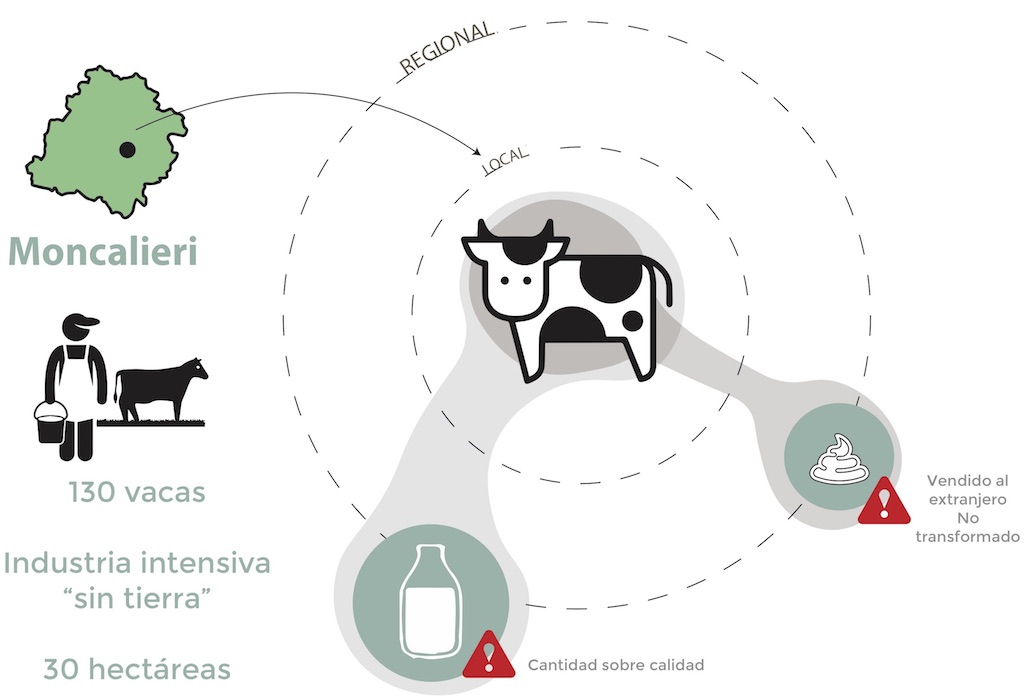 REGIONAL
LOCAL
Moncalieri
130 vacas
Industria intensiva
“sin tierra”
30 hectáreas
Vendido al
extranjero
No
transformado
Cantidad sobre calidad